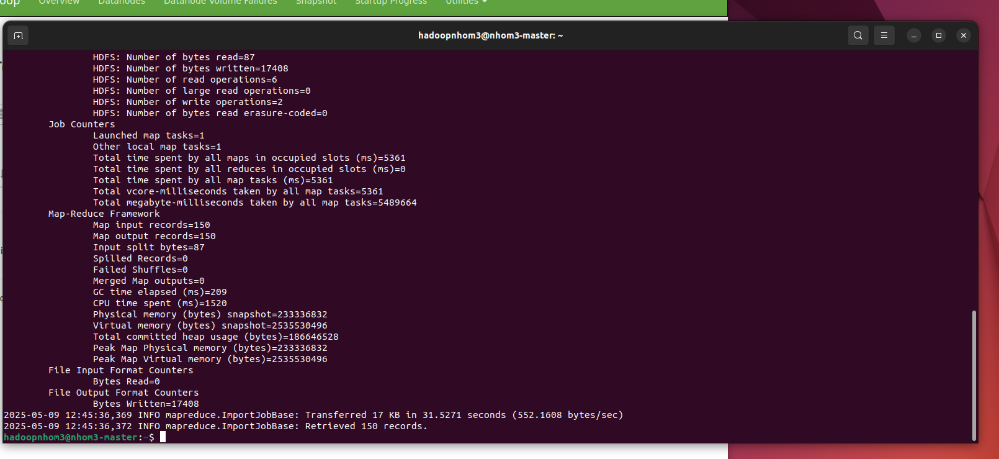 Overview Datanodes Datanode Volume Failures Snapshot Startup Progress Utilities
hadoopnhom3@nhom3-master: ~
HDFS: Number of bytes read=87
HDFS: Number of bytes written=17408
HDFS: Number of read operations=6
HDFS: Number of large read operations=0
HDFS: Number of write operations=2
HDFS: Number of bytes read erasure-coded=0
Job Counters
Launched map tasks=1
Other local map tasks=1
Total time spent by all maps in occupied slots (ms)=5361
Total time spent by all reduces in occupied slots (ms)=0
Total time spent by all map tasks (ms)=5361
Total vcore-milliseconds taken by all map tasks=5361
Total megabyte-milliseconds taken by all map tasks=5489664
Map-Reduce Framework
Map input records=150
Map output records=150
Input split bytes=87
Spilled Records=0
Failed Shuffles=0
Merged Map outputs=0
GC time elapsed (ms)=209
CPU time spent (ms)=1520
Physical memory (bytes) snapshot=233336832
Virtual memory (bytes) snapshot=2535530496
Total committed heap usage (bytes)=186646528
Peak Map Physical memory (bytes)=233336832
Peak Map Virtual memory (bytes)=2535530496
File Input Format Counters
Bytes Read=0
File Output Format Counters
Bytes Written=17408
2025-05-09 12:45:36,369 INFO mapreduce.ImportJobBase: Transferred 17 KB in 31.5271 seconds (552.1608 bytes/sec)
2025-05-09 12:45:36,372 INFO mapreduce.ImportJobBase: Retrieved 150 records.
hadoopnhom3@nhom3-master:~$